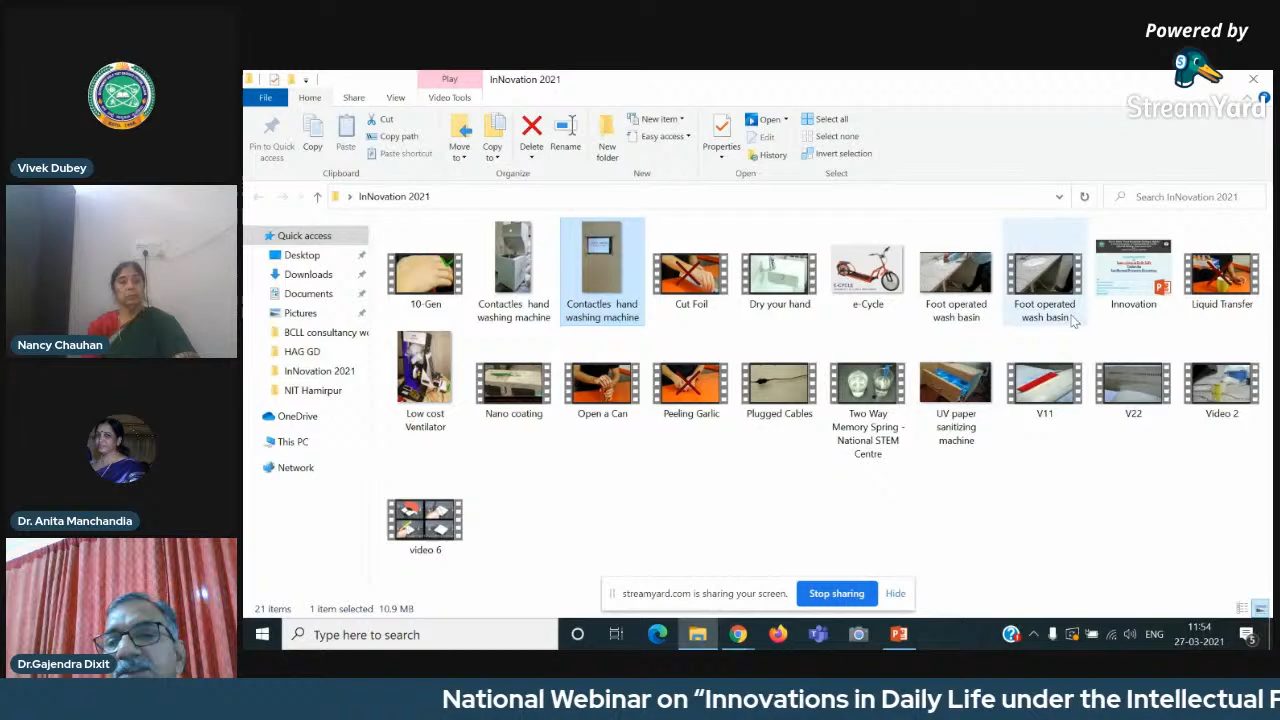 Powered by
StreamYard
Vivek Dubey
Nancy Chauhan
Dr. Anita Manchandia
Dr.Gajendra Dixit
Play
InNovation 2021
File
Home
Share
View
Video Tools
Pin to Quick
access
Copy
Paste
Cut
Copy path
Paste shortcut
Clipboard
Move
to
Copy
to
Delete
Rename
Organize
New
folder
New item
Easy access
New
Properties
Open
Edit
History
Open
Select all
Select none
Invert selection
Select
InNovation 2021
Search InNovation 2021
Quick access
Desktop
Downloads
Documents
Pictures
BCLL consultancy we
HAG GD
InNovation 2021
NIT Hamirpur
OneDrive
This PC
Network
10-Gen
Contactles hand
washing machine
Contactles hand
washing machine
Cut Foil
Dry your hand
e-Cycle
Foot operated
wash basin
Foot operated
wash basin
Innovation
Liquid Transfer
Low cost
Ventilator
Nano coating
Open a Can
Peeling Garlic
Plugged Cables
Two Way
Memory Spring -
National STEM
Centre
UV paper
sanitizing
machine
V11
V22
Video 2
video 6
streamyard.com is sharing your screen.
Stop sharing
Hide
21 items
1 item selected 10.9 MB
Type here to search
ENG
11:54
27-03-2021
National Webinar on “Innovations in Daily Life under the Intellectual